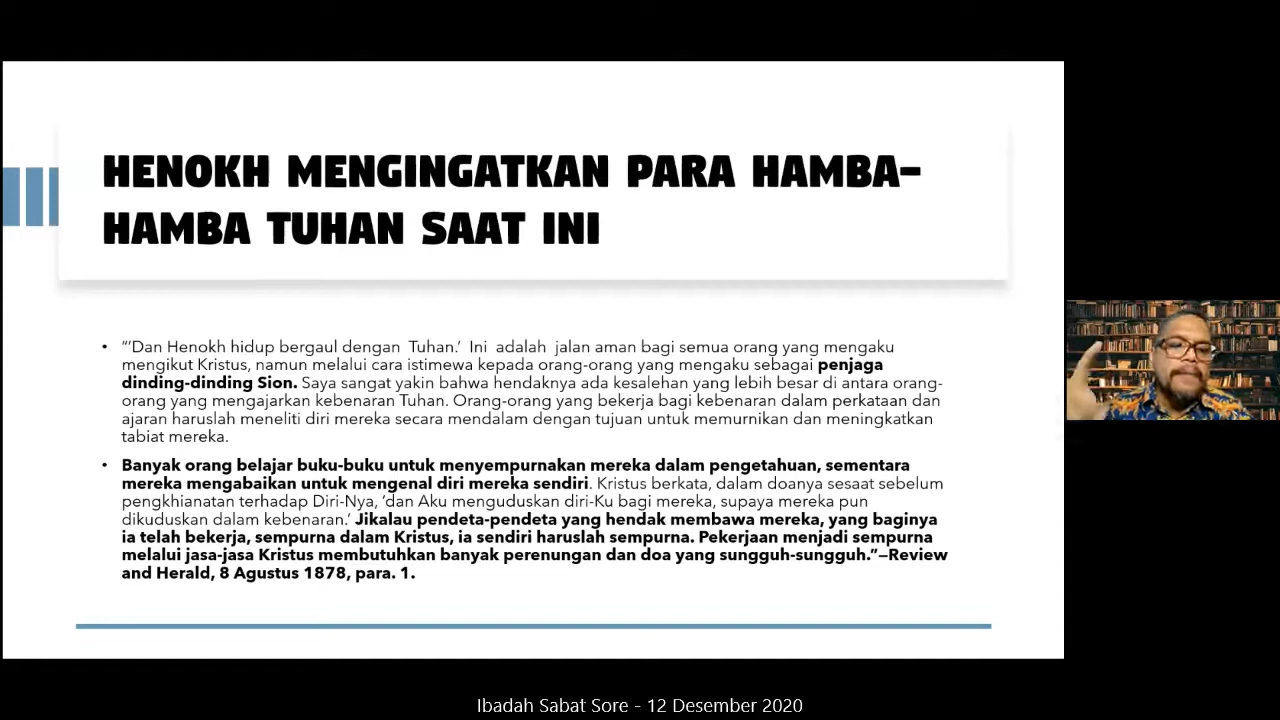 HENOKH MENGINGATKAN PARA HAMBA-
HAMBA TUHAN SAAT INI
• “‘Dan Henokh hidup bergaul dengan Tuhan.’ Ini adalah jalan aman bagi semua orang yang mengaku
mengikut Kristus, namun melalui cara istimewa kepada orang-orang yang mengaku sebagai penjaga
dinding-dinding Sion. Saya sangat yakin bahwa hendaknya ada kesalehan yang lebih besar di antara orang-
orang yang mengajarkan kebenaran Tuhan. Orang-orang yang bekerja bagi kebenaran dalam perkataan dan
ajaran haruslah meneliti diri mereka secara mendalam dengan tujuan untuk memurnikan dan meningkatkan
tabiat mereka.
• Banyak orang belajar buku-buku untuk menyempurnakan mereka dalam pengetahuan, sementara
mereka mengabaikan untuk mengenal diri mereka sendiri. Kristus berkata, dalam doanya sesaat sebelum
pengkhianatan terhadap Diri-Nya, ‘dan Aku menguduskan diri-Ku bagi mereka, supaya mereka pun
dikuduskan dalam kebenaran.’ Jikalau pendeta-pendeta yang hendak membawa mereka, yang baginya
ia telah bekerja, sempurna dalam Kristus, ia sendiri haruslah sempurna. Pekerjaan menjadi sempurna
melalui jasa-jasa Kristus membutuhkan banyak perenungan dan doa yang sungguh-sungguh.”—Review
and Herald, 8 Agustus 1878, para. 1.
Ibadah Sabat Sore - 12 Desember 2020